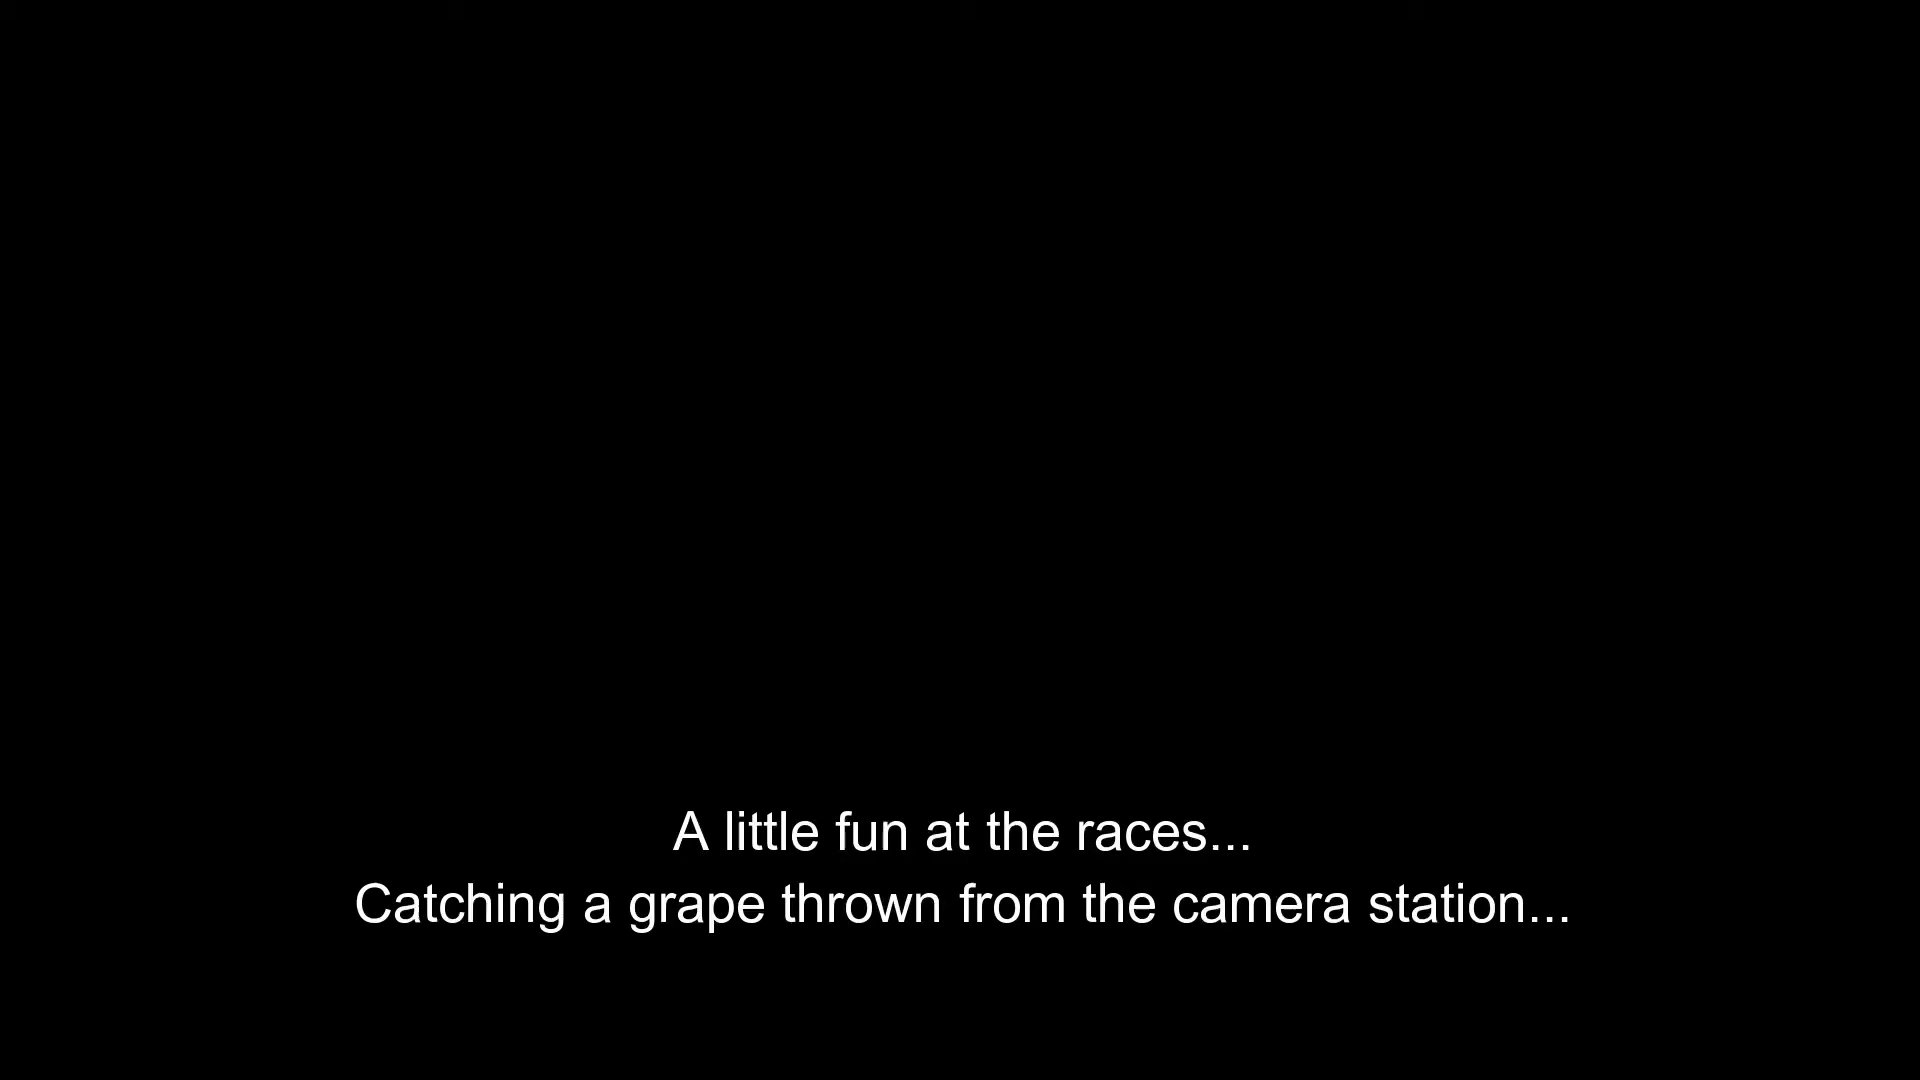 A little fun at the races...
Catching a grape thrown from the camera station...